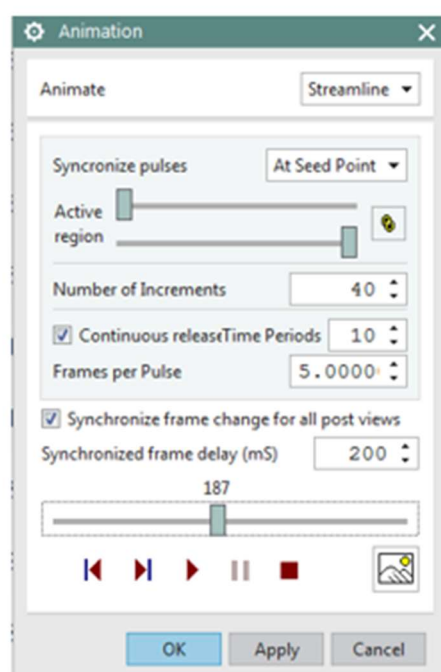 Animation
Animate Streamline
Syncronize pulses At Seed Point
Active
region
Number of Increments 40
Continuous release Time Periods 10
Frames per Pulse 5.0000
Synchronize frame change for all post views
Synchronized frame delay (mS) 200
187
OK Apply Cancel